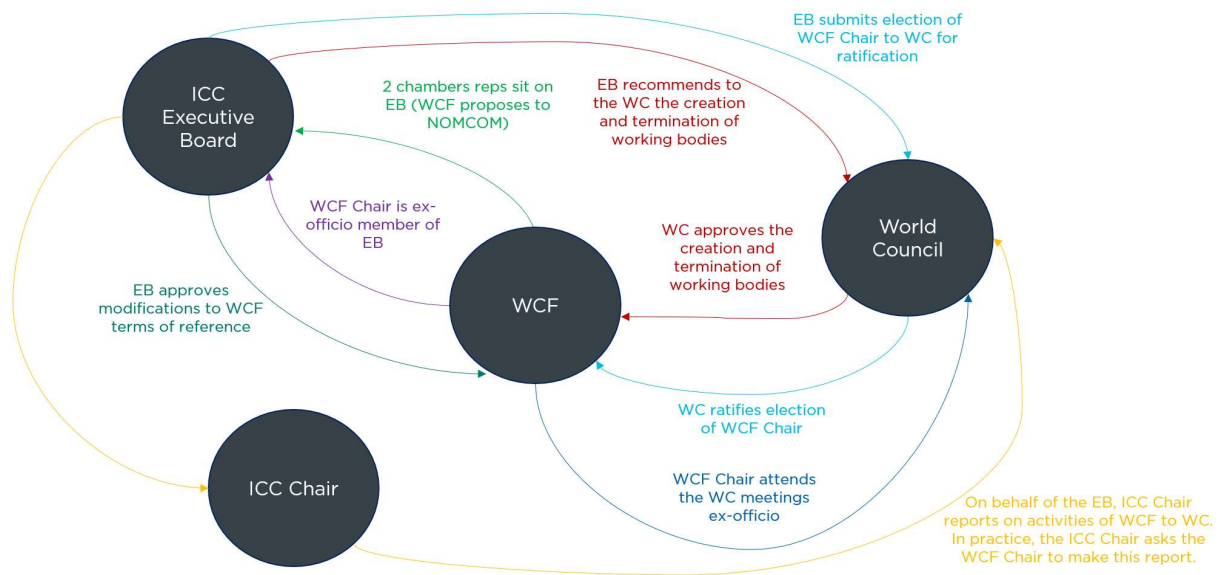 EB submits election of
WCF Chair to WC for
ratification
2 chambers reps sit on
EB (WCF proposes to
NOMCOM)
EB recommends to
the WC the creation
and termination of
working bodies
ICC
Executive
Board
WCF Chair is ex-
officio member of
EB
WC approves the
creation and
termination of
working bodies
World
Council
EB approves
modifications to WCF
terms of reference
WCF
WC ratifies election
of WCF Chair
ICC Chair
WCF Chair attends
the WC meetings
ex-officio
On behalf of the EB, ICC Chair
reports on activities of WCF to WC.
In practice, the ICC Chair asks the
WCF Chair to make this report.